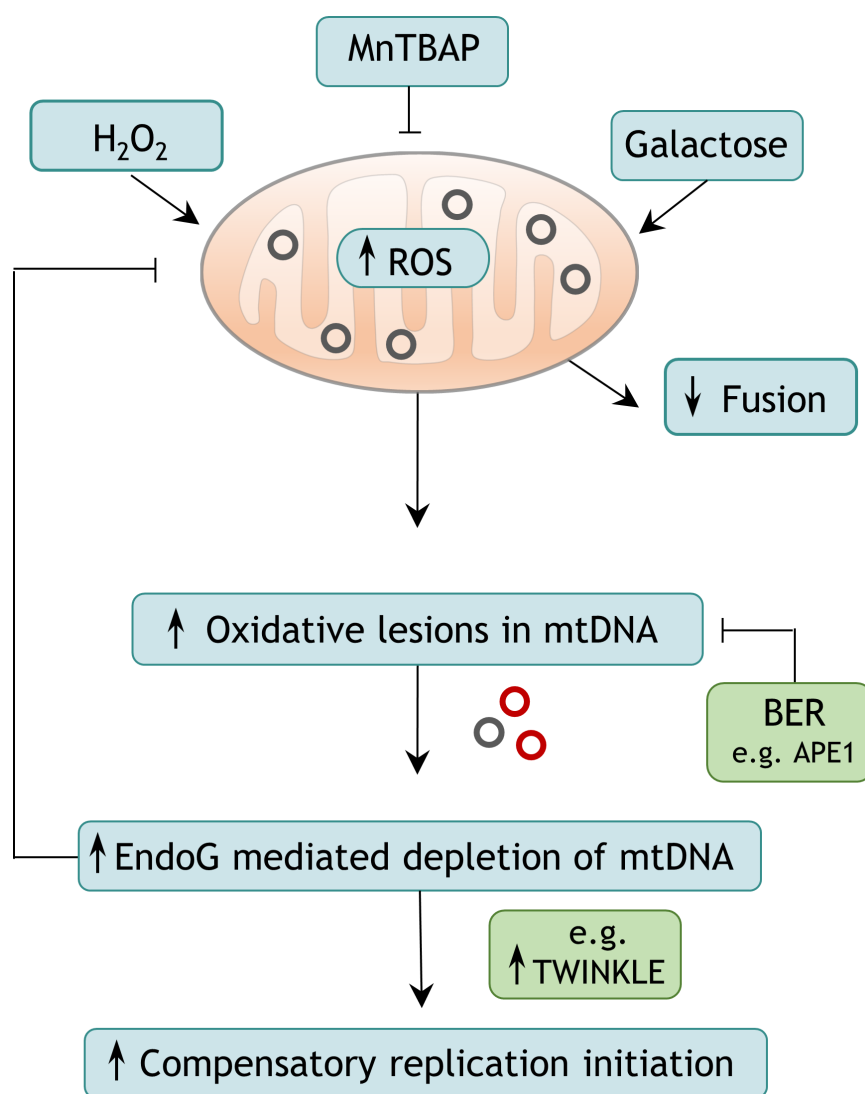 MnTBAP
H₂O₂
Galactose
↑ ROS
↓ Fusion
↑ Oxidative lesions in mtDNA
BER
e.g. APE1
↑ EndoG mediated depletion of mtDNA
e.g.
↑ TWINKLE
↑ Compensatory replication initiation